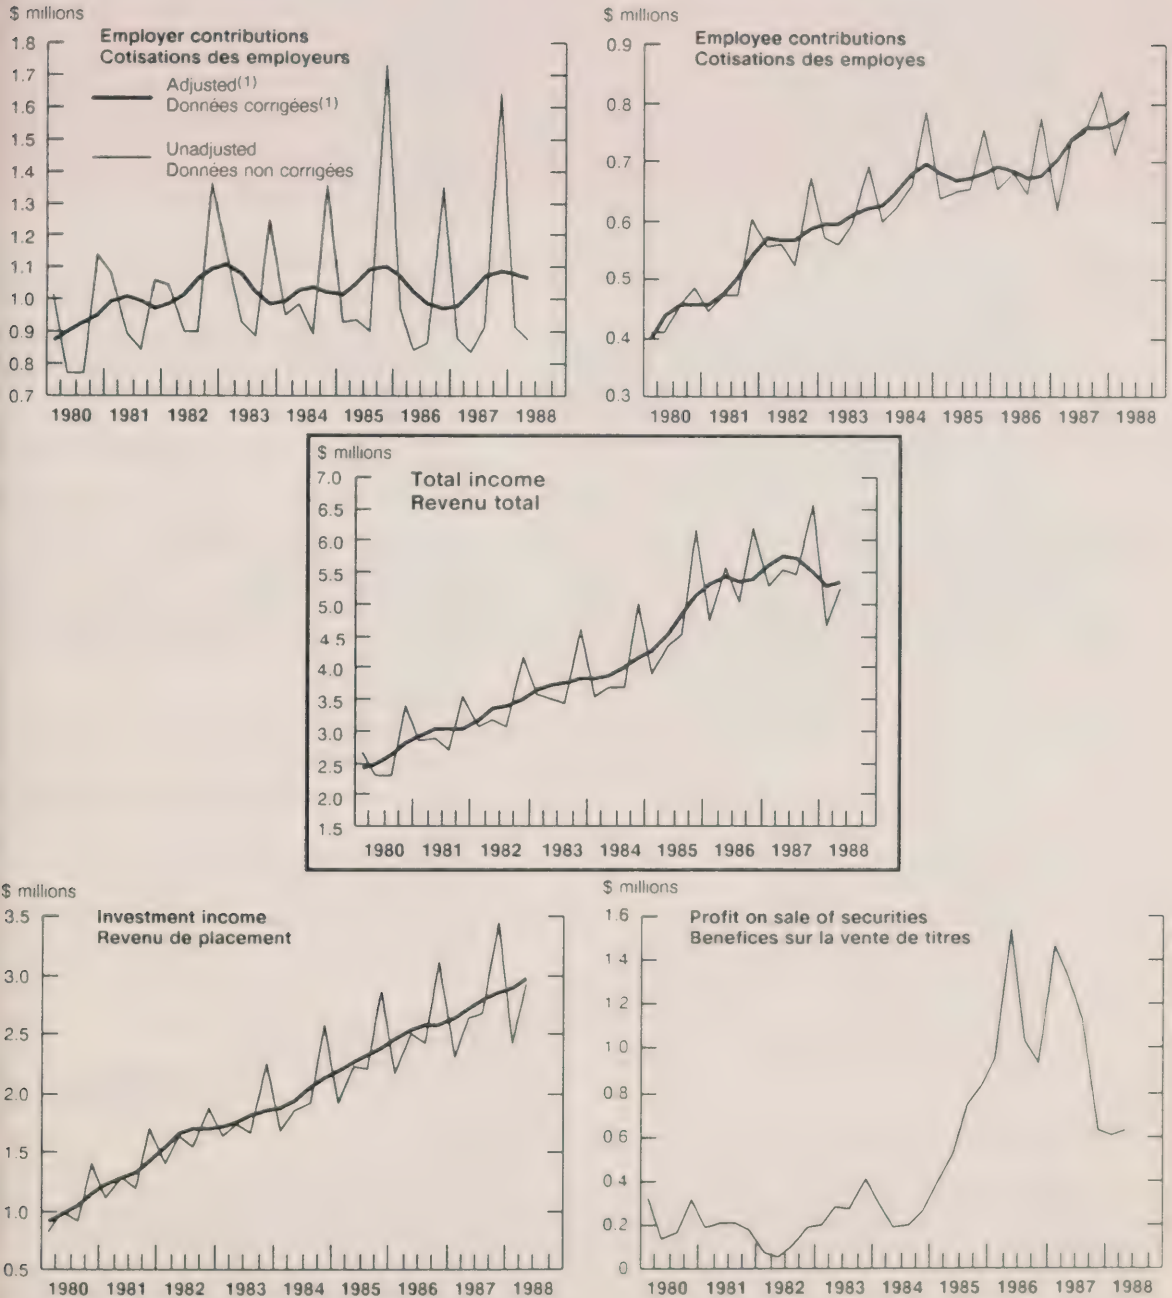 $ millions
Employer contributions
Cotisations des employeurs
Adjusted(1)
Données corrigées(1)
Unadjusted
Données non corrigées
1.8
1.7
1.6
1.5
1.4
1.3
1.2
1.1
1.0
0.9
0.8
0.7
1980 1981 1982 1983 1984 1985 1986 1987 1988
$ millions
Employee contributions
Cotisations des employes
0.9
0.8
0.7
0.6
0.5
0.4
0.3
1980 1981 1982 1983 1984 1985 1986 1987 1988
$ millions
Total income
Revenu total
7.0
6.5
6.0
5.5
5.0
4 5
4.0
3.5
3.0
2.5
2.0
1.5
1980 1981 1982 1983 1984 1985 1986 1987 1988
$ millions
Investment income
Revenu de placement
3.5
3.0
2.5
2.0
1.5
1.0
0.5
1980 1981 1982 1983 1984 1985 1986 1987 1988
$ millions
Profit on sale of securities
Benefices sur la vente de titres
1.6
1.4
1.2
1 0
0.8
0 6
0 4
0.2
0
1980 1981 1982 1983 1984 1985 1986 1987 1988